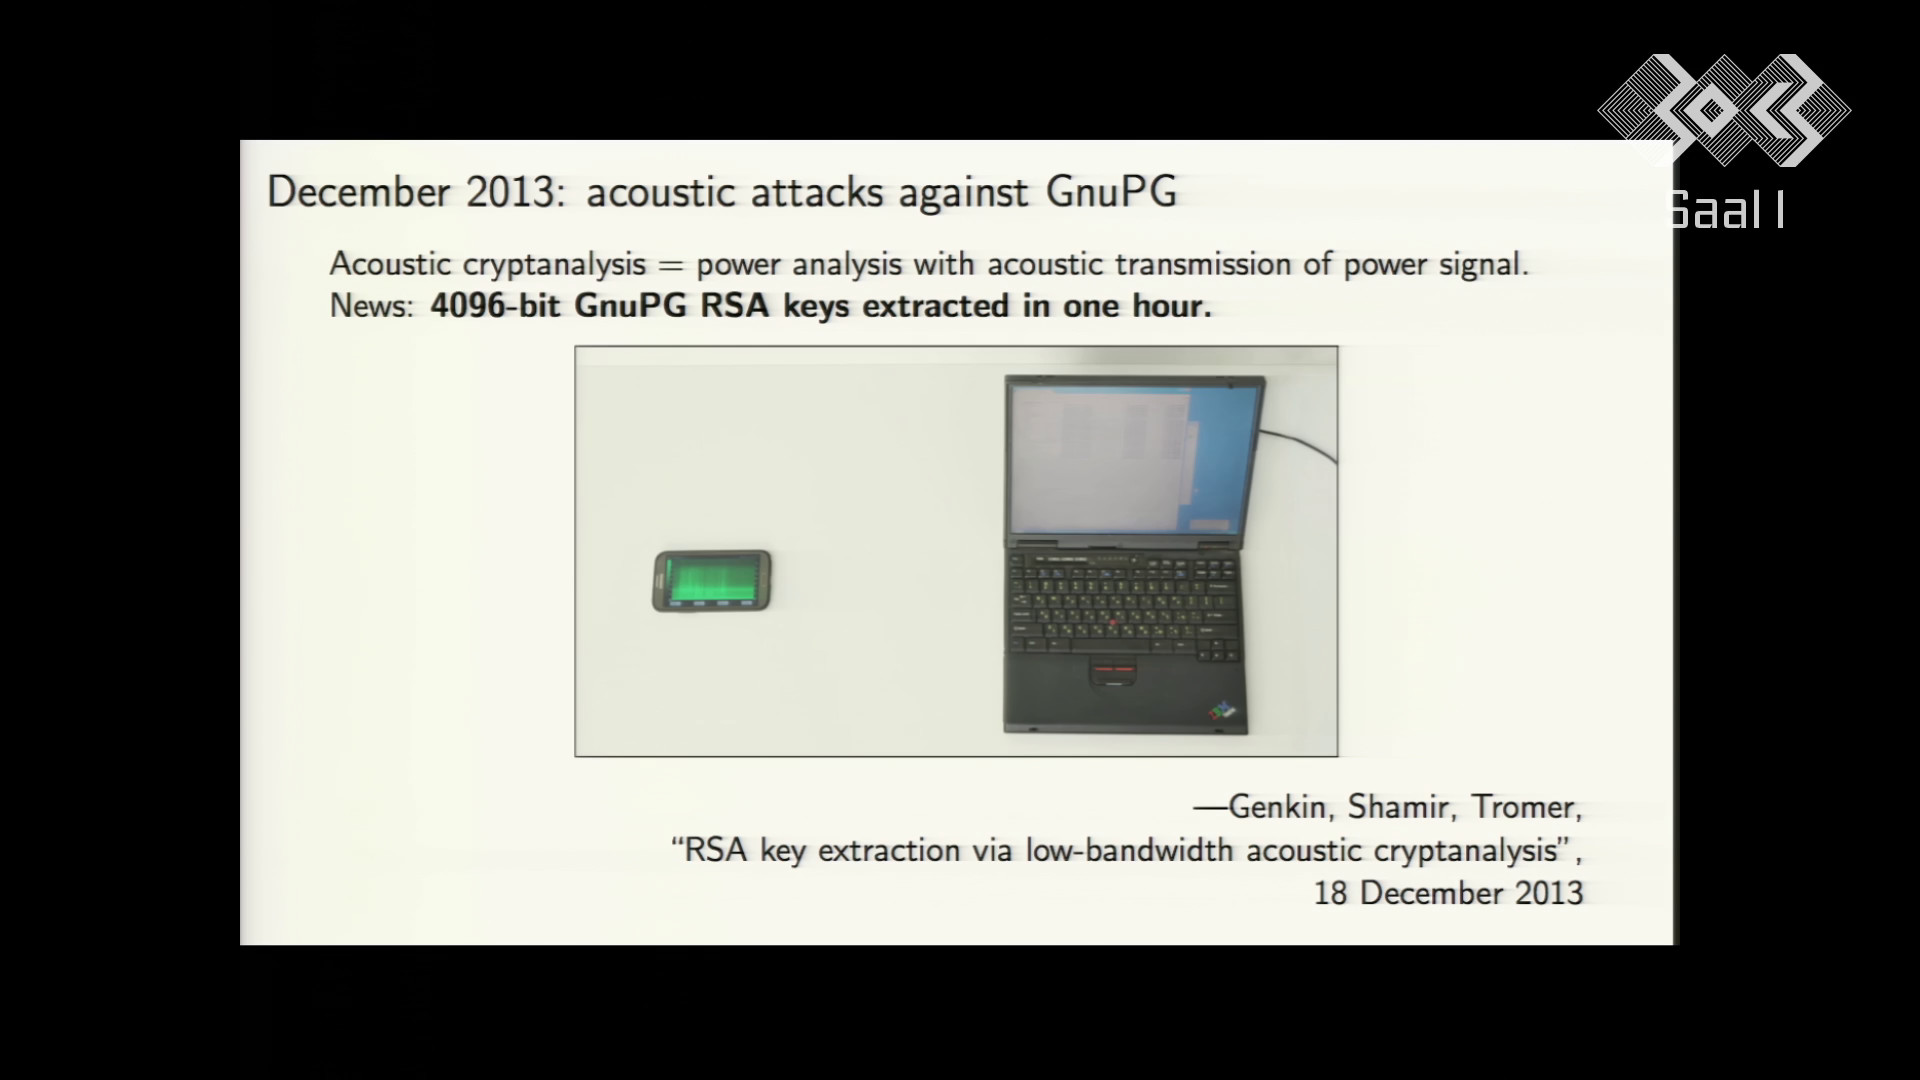 30C3
Saal 1
December 2013: acoustic attacks against GnuPG
Acoustic cryptanalysis = power analysis with acoustic transmission of power signal.
News: 4096-bit GnuPG RSA keys extracted in one hour.
—Genkin, Shamir, Tromer,
“RSA key extraction via low-bandwidth acoustic cryptanalysis”,
18 December 2013